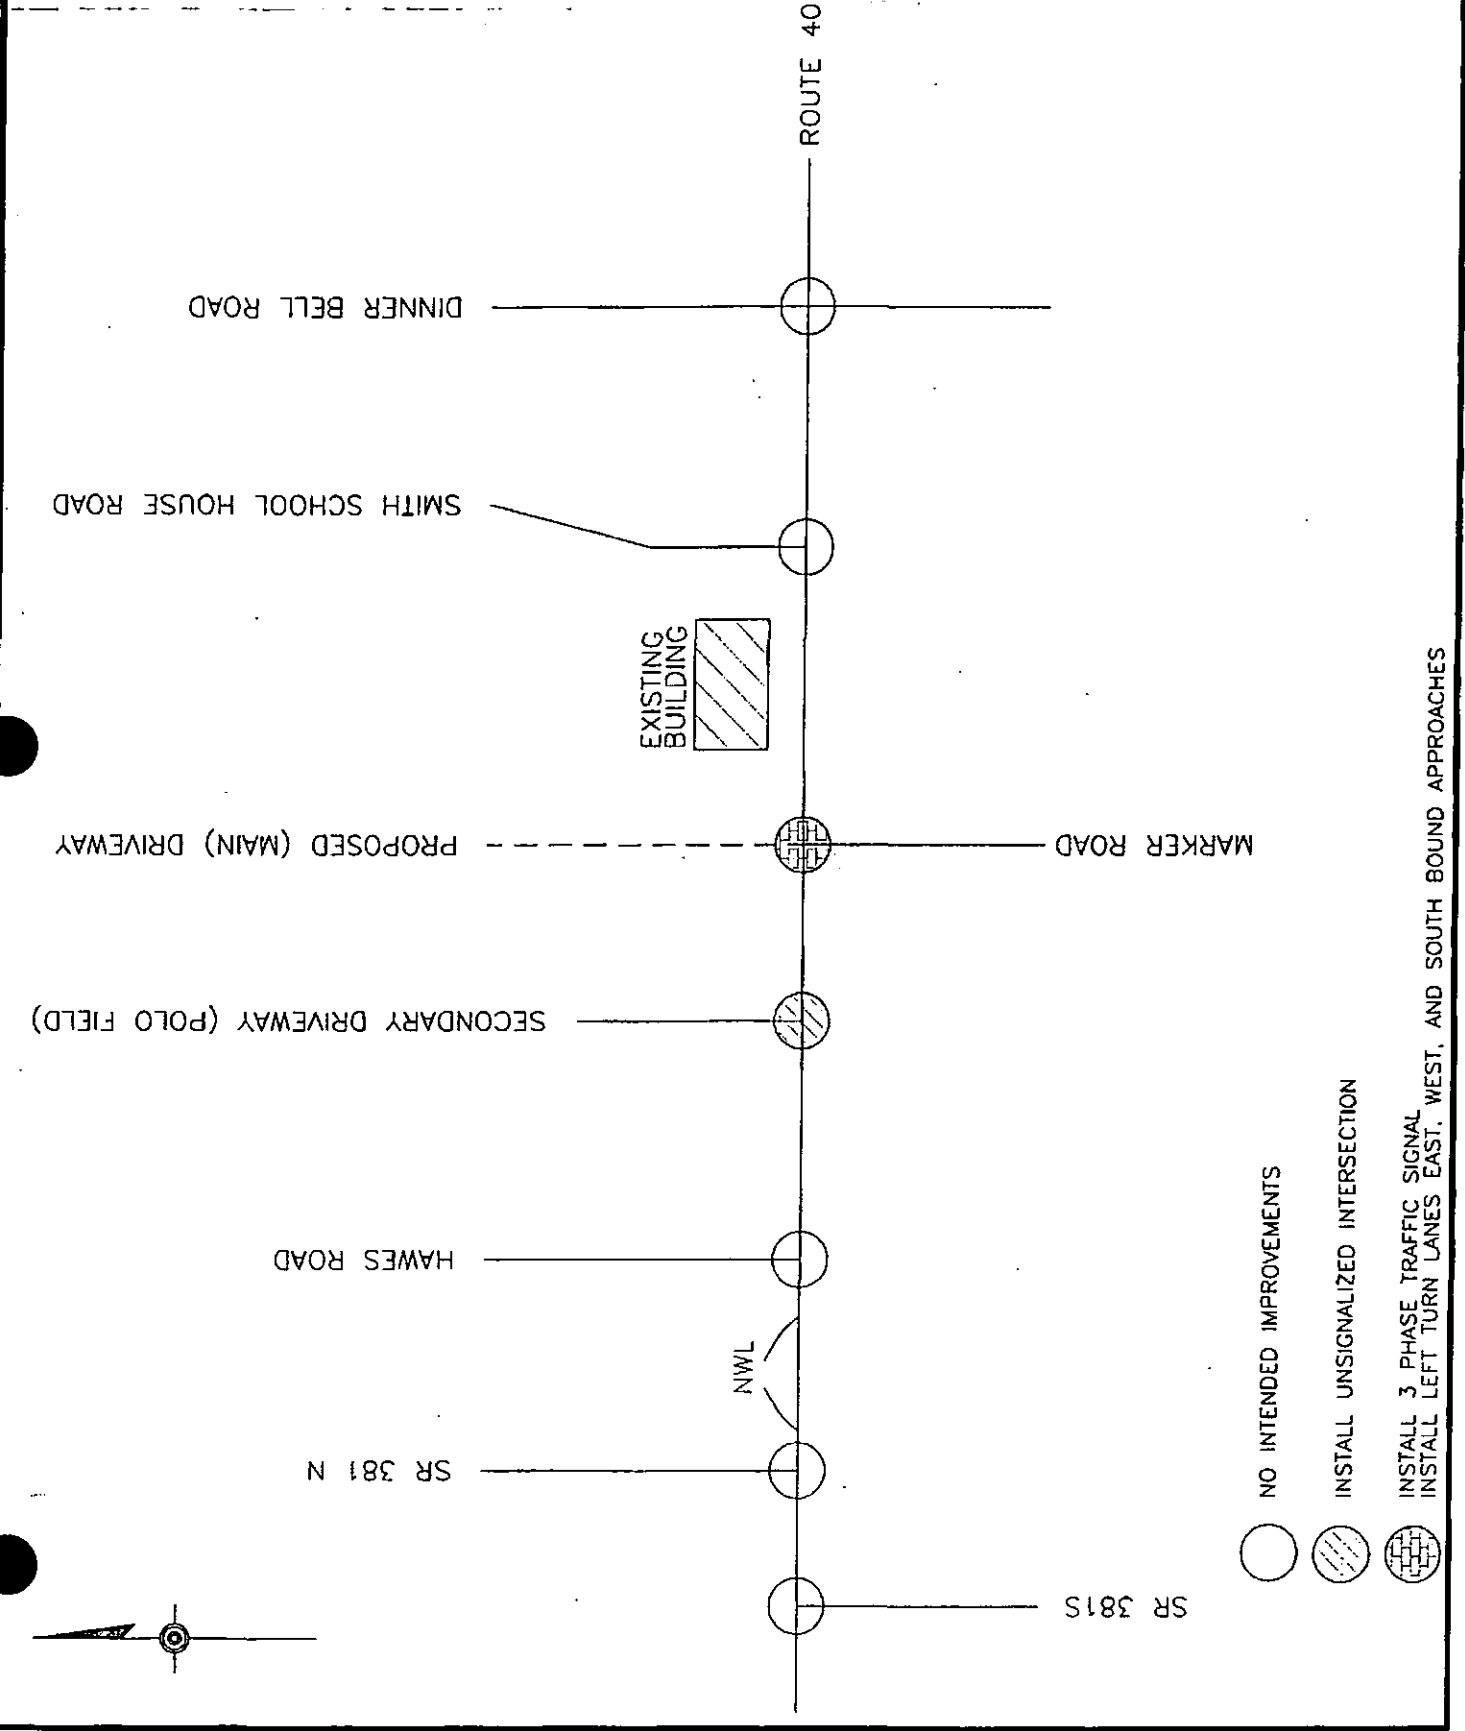 ROUTE 40
DINNER BELL ROAD
SMITH SCHOOL HOUSE ROAD
EXISTING
BUILDING
PROPOSED (MAIN) DRIVEWAY
MARKER ROAD
SECONDARY DRIVEWAY (POLO FIELD)
HAWES ROAD
NWL
SR 381 N
SR 381S
NO INTENDED IMPROVEMENTS
INSTALL UNSIGNALIZED INTERSECTION
INSTALL 3 PHASE TRAFFIC SIGNAL
INSTALL LEFT TURN LANES EAST, WEST, AND SOUTH BOUND APPROACHES